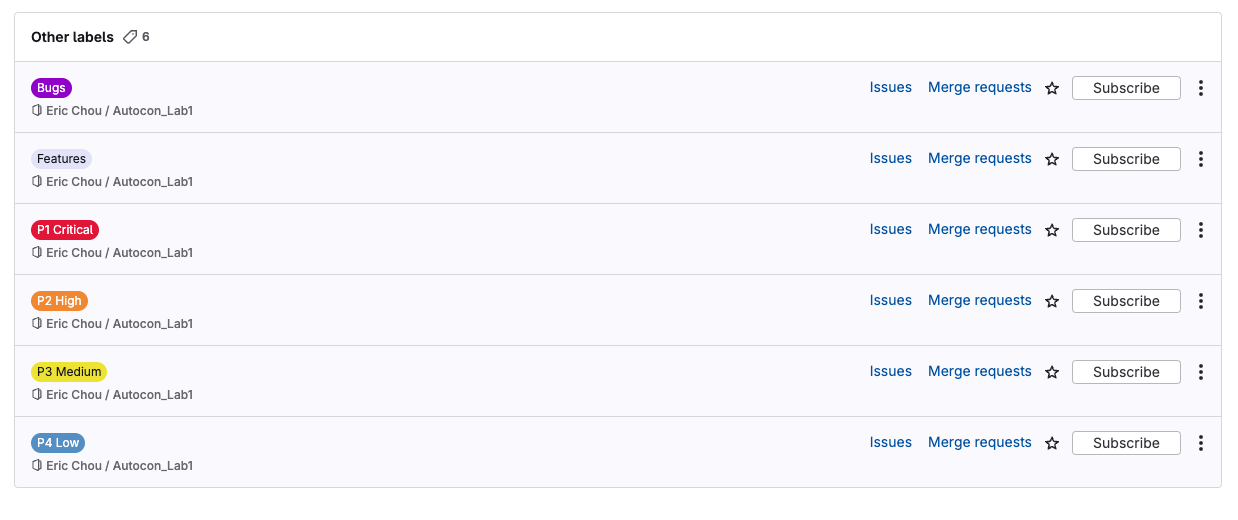 Other labels 6
Bugs Issues Merge requests Subscribe
Eric Chou / Autocon_Lab1
Features Issues Merge requests Subscribe
Eric Chou / Autocon_Lab1
P1 Critical Issues Merge requests Subscribe
Eric Chou / Autocon_Lab1
P2 High Issues Merge requests Subscribe
Eric Chou / Autocon_Lab1
P3 Medium Issues Merge requests Subscribe
Eric Chou / Autocon_Lab1
P4 Low Issues Merge requests Subscribe
Eric Chou / Autocon_Lab1